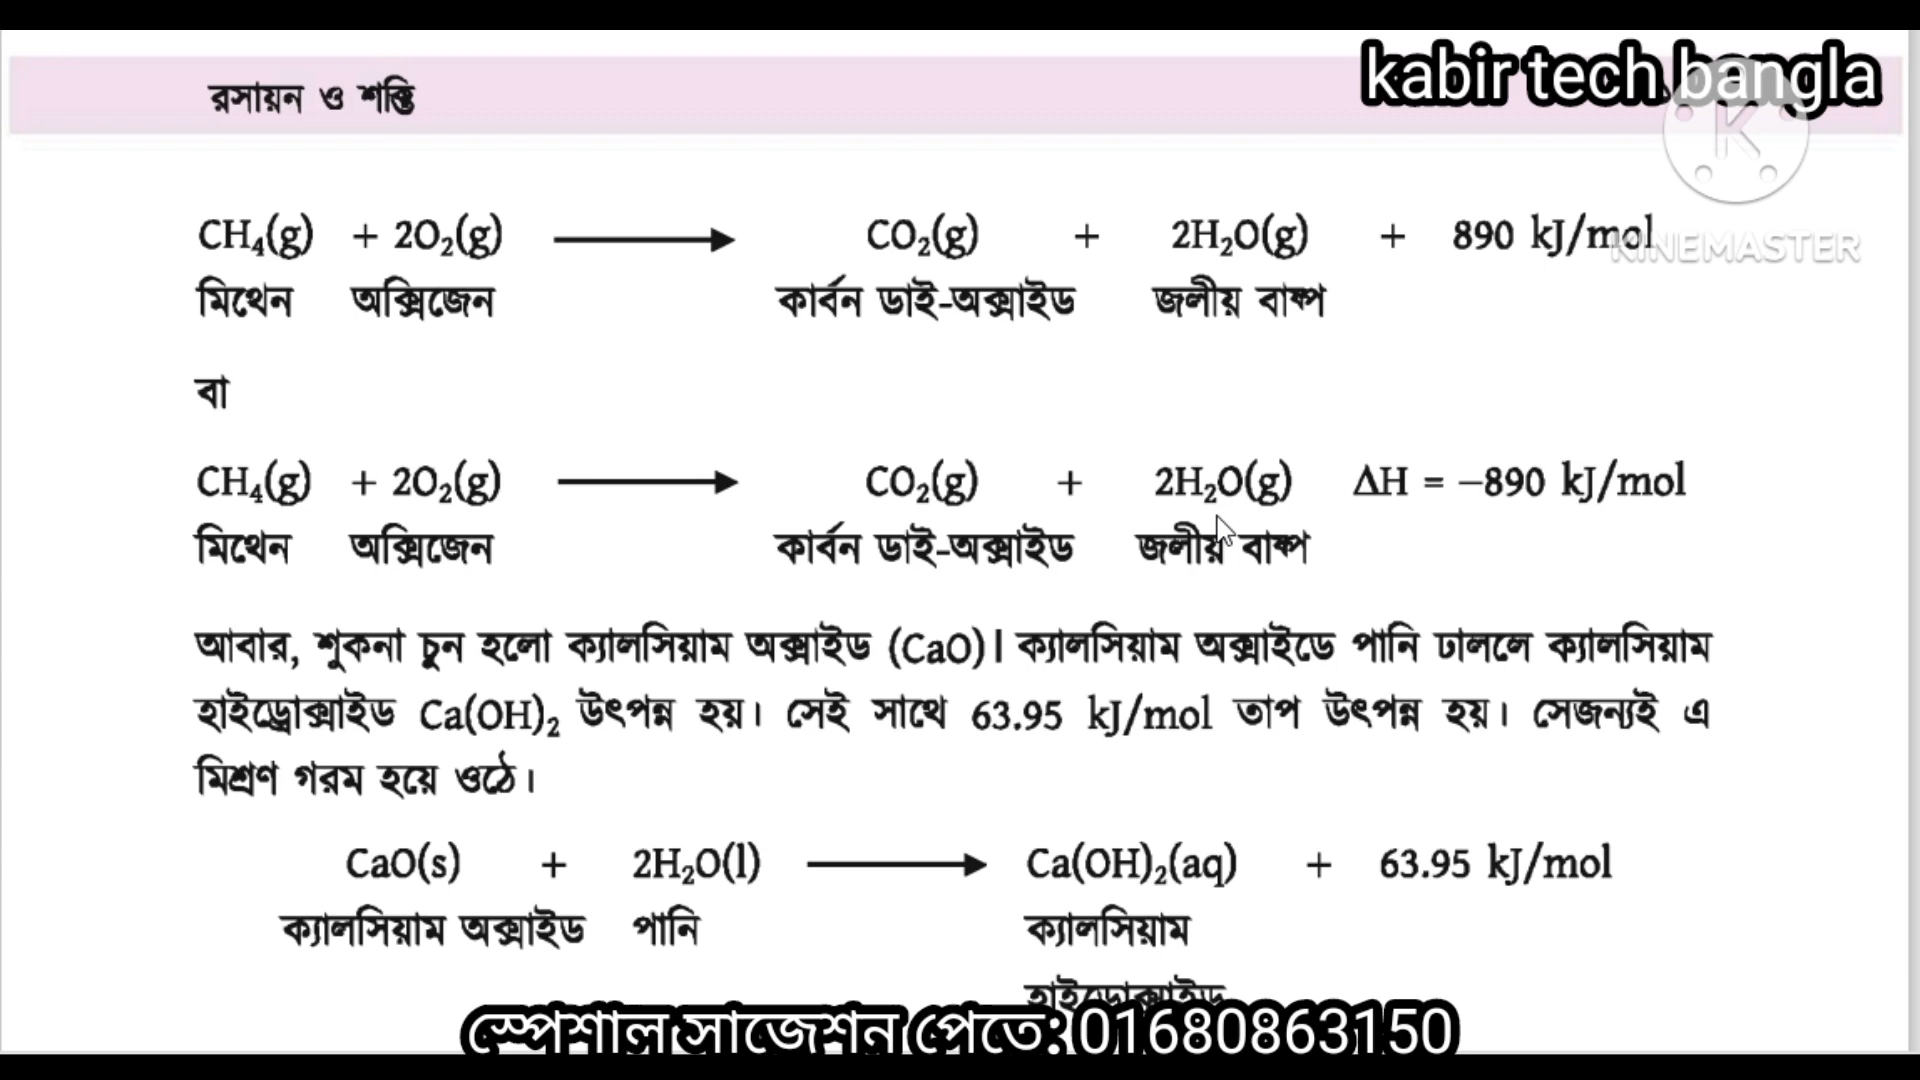 kabir tech bangla
রসায়ন ও শক্তি
KINEMASTER
CH₄(g) + 2O₂(g) ⟶ CO₂(g) + 2H₂O(g) + 890 kJ/mol
মিথেন অক্সিজেন কার্বন ডাই-অক্সাইড জলীয় বাষ্প
বা
CH₄(g) + 2O₂(g) ⟶ CO₂(g) + 2H₂O(g) ΔH = –890 kJ/mol
মিথেন অক্সিজেন কার্বন ডাই-অক্সাইড জলীয় বাষ্প
আবার, শুকনা চুন হলো ক্যালসিয়াম অক্সাইড (CaO)। ক্যালসিয়াম অক্সাইডে পানি ঢাললে ক্যালসিয়াম
হাইড্রোক্সাইড Ca(OH)₂ উৎপন্ন হয়। সেই সাথে 63.95 kJ/mol তাপ উৎপন্ন হয়। সেজন্যই এ
মিশ্রণ গরম হয়ে ওঠে।
CaO(s) + 2H₂O(l) ⟶ Ca(OH)₂(aq) + 63.95 kJ/mol
ক্যালসিয়াম অক্সাইড পানি ক্যালসিয়াম
হাইড্রোক্সাইড
স্পেশাল সাজেশন পেতে: 01680863150